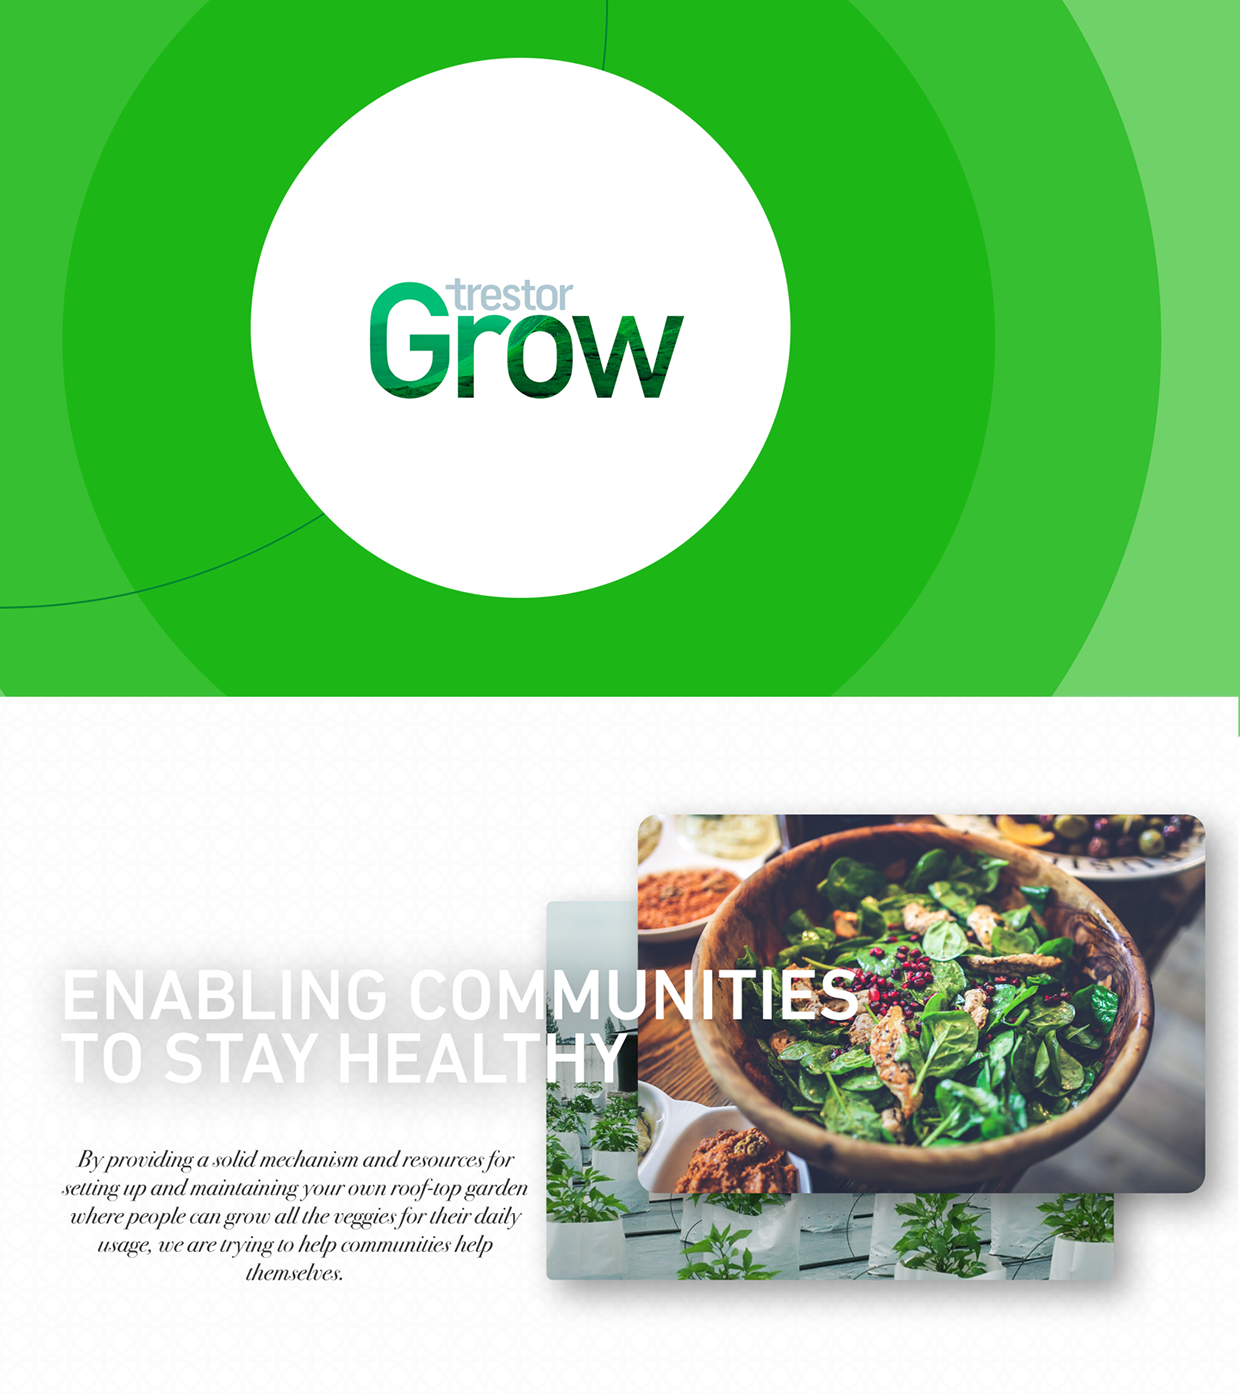 trestor
Grow
ENABLING COMMUNITIES
TO STAY HEALTHY
By providing a solid mechanism and resources for
setting up and maintaining your own roof-top garden
where people can grow all the veggies for their daily
usage, we are trying to help communities help
themselves.